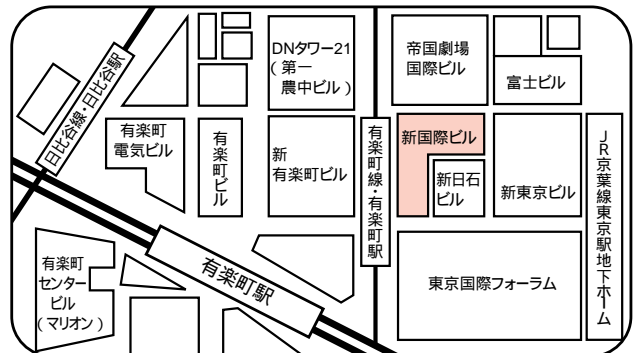 DNタワー21
(第一
農中ビル)
帝国劇場
国際ビル
富士ビル
日比谷線・日比谷駅
有楽町
電気ビル
有楽町ビル
新
有楽町ビル
有楽町線・有楽町駅
新国際ビル
新日石
ビル
新東京ビル
JR京葉線東京駅地下ホーム
有楽町
センター
ビル
(マリオン)
有楽町駅
東京国際フォーラム